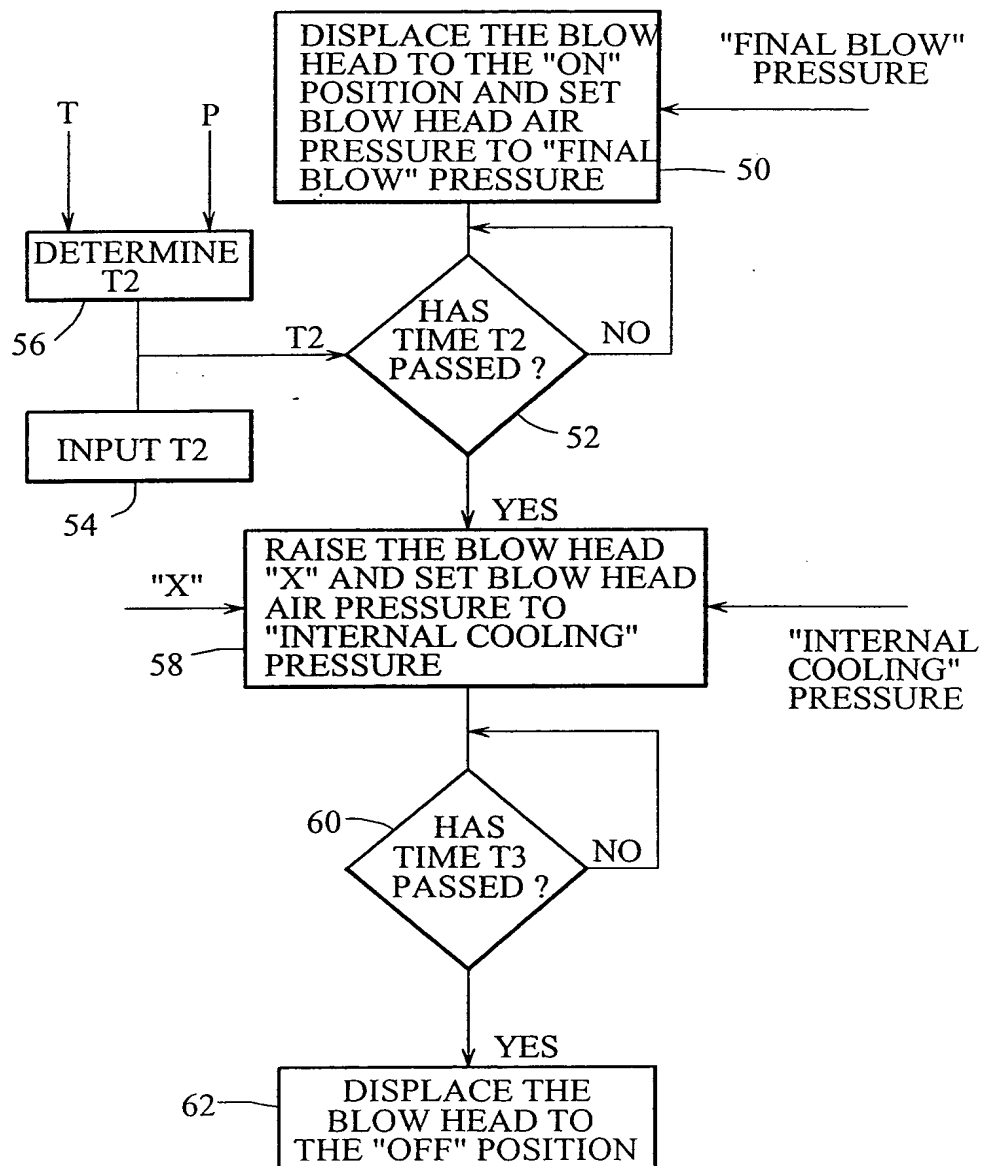 DISPLACE THE BLOW
HEAD TO THE "ON"
POSITION AND SET
BLOW HEAD AIR
PRESSURE TO "FINAL
BLOW" PRESSURE
"FINAL BLOW"
PRESSURE
50
T
P
DETERMINE
T2
56
T2
HAS
TIME T2
PASSED ?
NO
52
INPUT T2
54
YES
RAISE THE BLOW HEAD
"X" AND SET BLOW HEAD
AIR PRESSURE TO
"INTERNAL COOLING"
PRESSURE
"X"
58
"INTERNAL
COOLING"
PRESSURE
60
HAS
TIME T3
PASSED ?
NO
YES
62
DISPLACE THE
BLOW HEAD TO
THE "OFF" POSITION